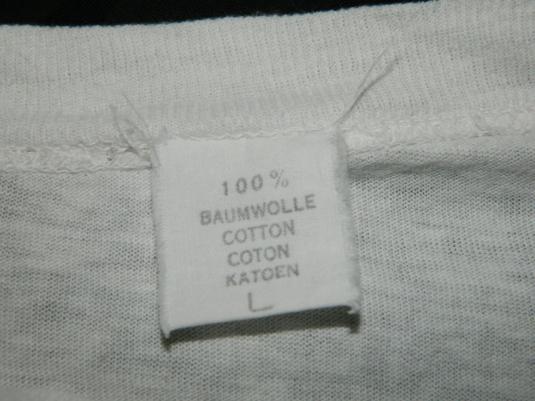 100%
BAUMWOLLE
COTTON
COTON
KATOEN
L